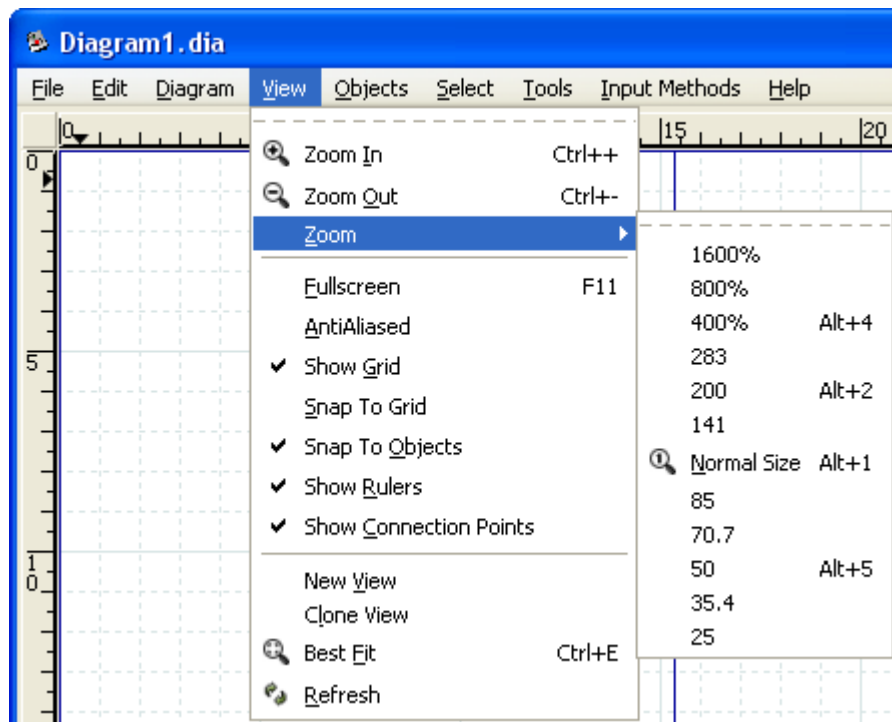 Diagram1.dia
File Edit Diagram View Objects Select Tools Input Methods Help
0 15 20
0
5
10
Zoom In Ctrl++
Zoom Out Ctrl+-
Zoom
Fullscreen F11
AntiAliased
Show Grid
Snap To Grid
Snap To Objects
Show Rulers
Show Connection Points
New View
Clone View
Best Fit Ctrl+E
Refresh
1600%
800%
400% Alt+4
283
200 Alt+2
141
Normal Size Alt+1
85
70.7
50 Alt+5
35.4
25